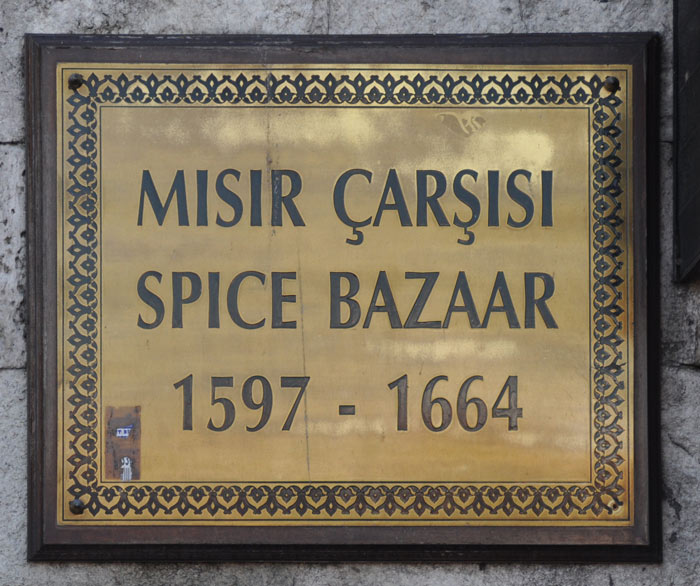 MISIR ÇARŞISI
SPICE BAZAAR
1597 - 1664